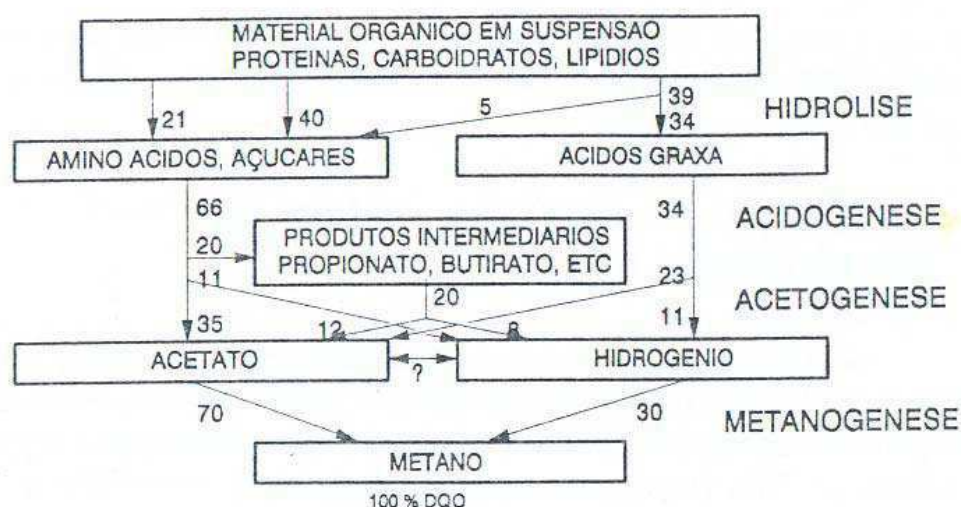 MATERIAL ORGANICO EM SUSPENSAO
PROTEINAS, CARBOIDRATOS, LIPIDIOS
21
40
5
39
34
HIDROLISE
AMINO ACIDOS, AÇUCARES
ACIDOS GRAXA
66
34
ACIDOGENESE
20
PRODUTOS INTERMEDIARIOS
PROPIONATO, BUTIRATO, ETC
11
20
23
ACETOGENESE
35
12
8
11
ACETATO
?
HIDROGENIO
70
30
METANOGENESE
METANO
100 % DQO